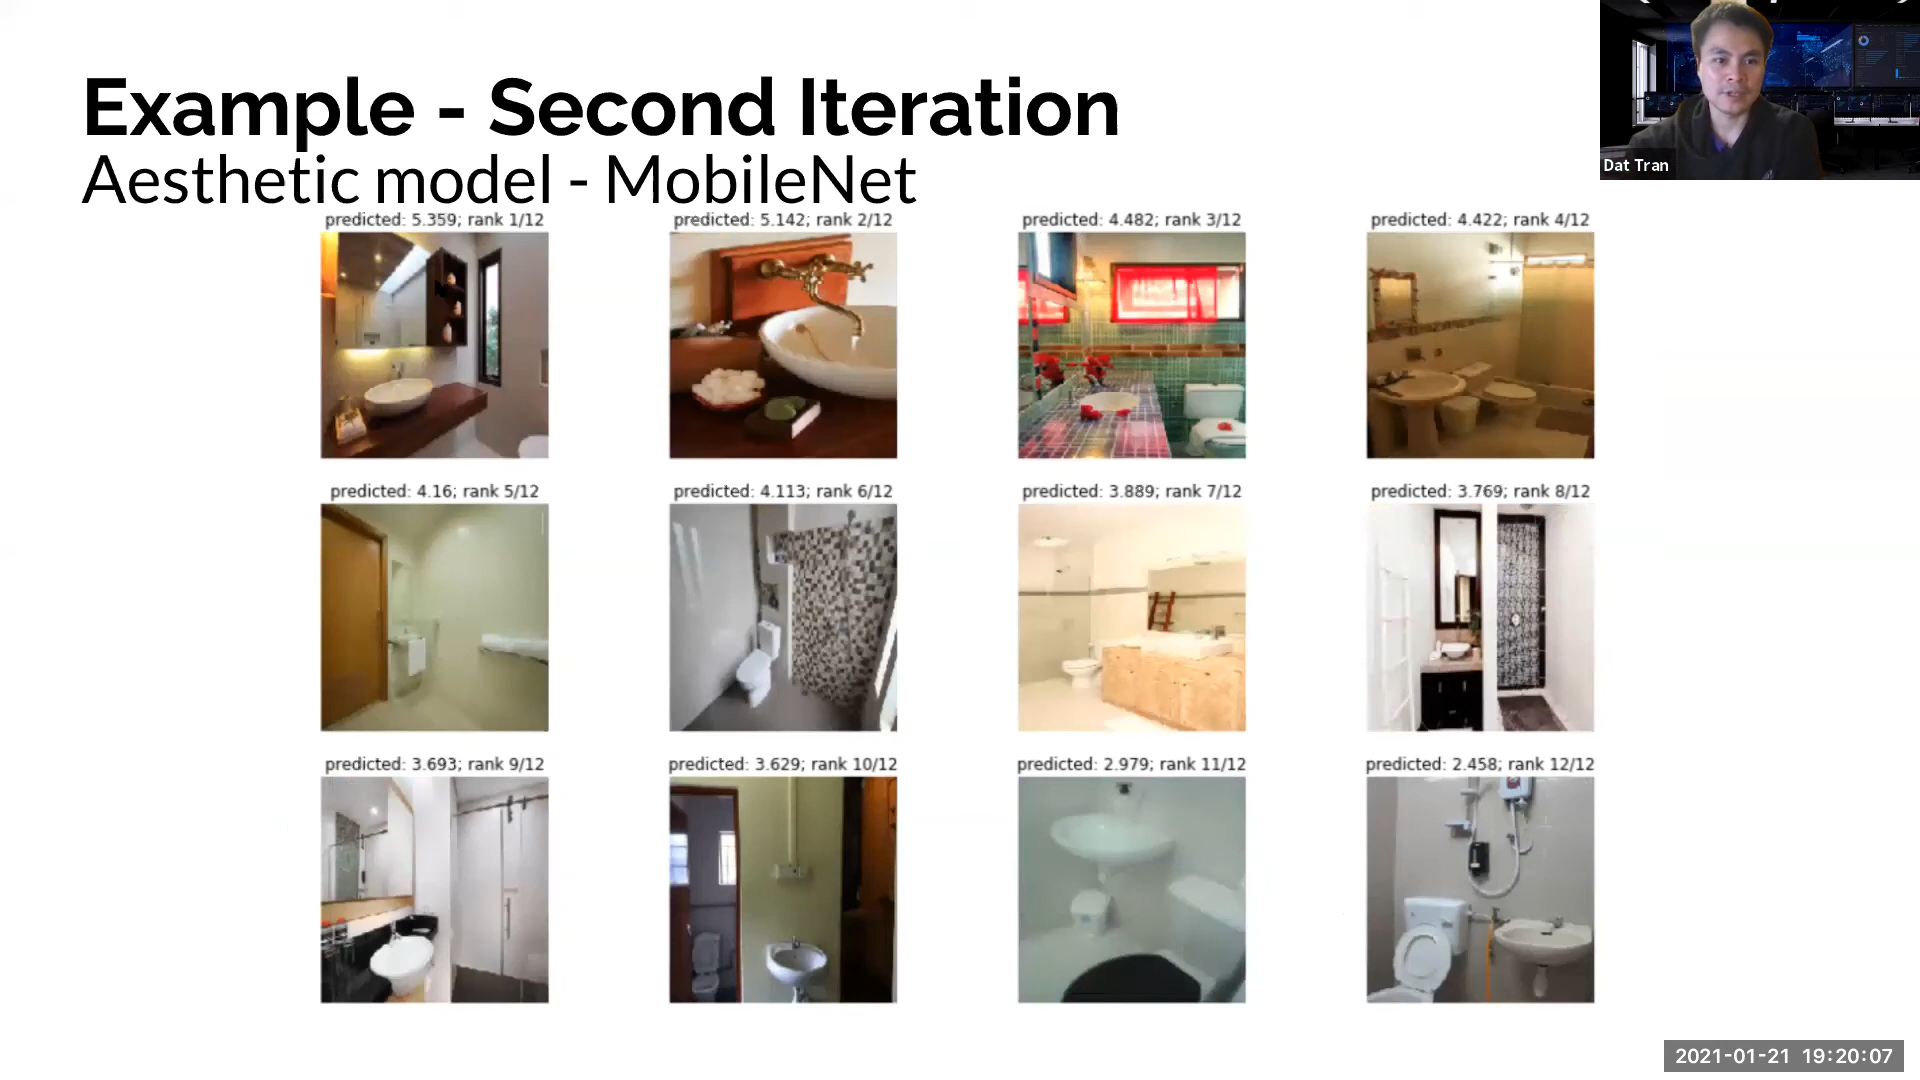 Example - Second Iteration
Aesthetic model - MobileNet
Dat Tran
predicted: 5.359; rank 1/12
predicted: 5.142; rank 2/12
predicted: 4.482; rank 3/12
predicted: 4.422; rank 4/12
predicted: 4.16; rank 5/12
predicted: 4.113; rank 6/12
predicted: 3.889; rank 7/12
predicted: 3.769; rank 8/12
predicted: 3.693; rank 9/12
predicted: 3.629; rank 10/12
predicted: 2.979; rank 11/12
predicted: 2.458; rank 12/12
2021-01-21 19:20:07